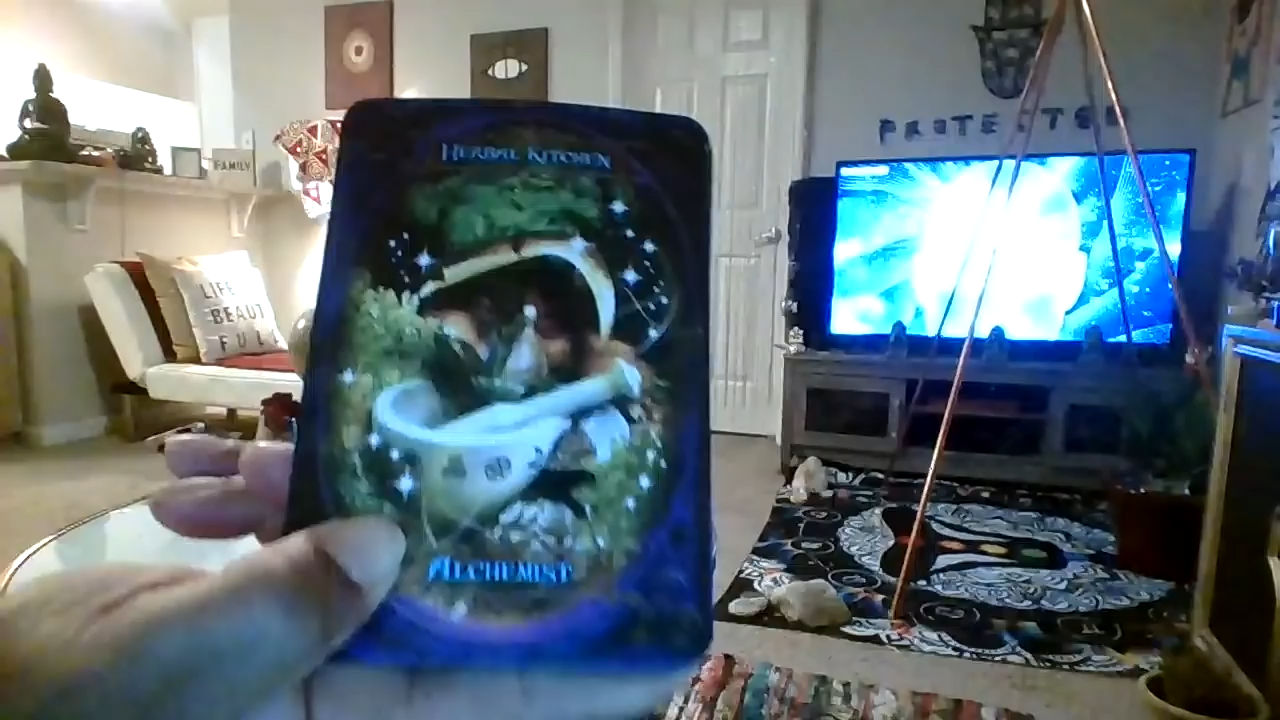 HERBAL KITCHEN
ALCHEMIST
FAMILY
LIFE
BEAUT
FULL
PROTECTED